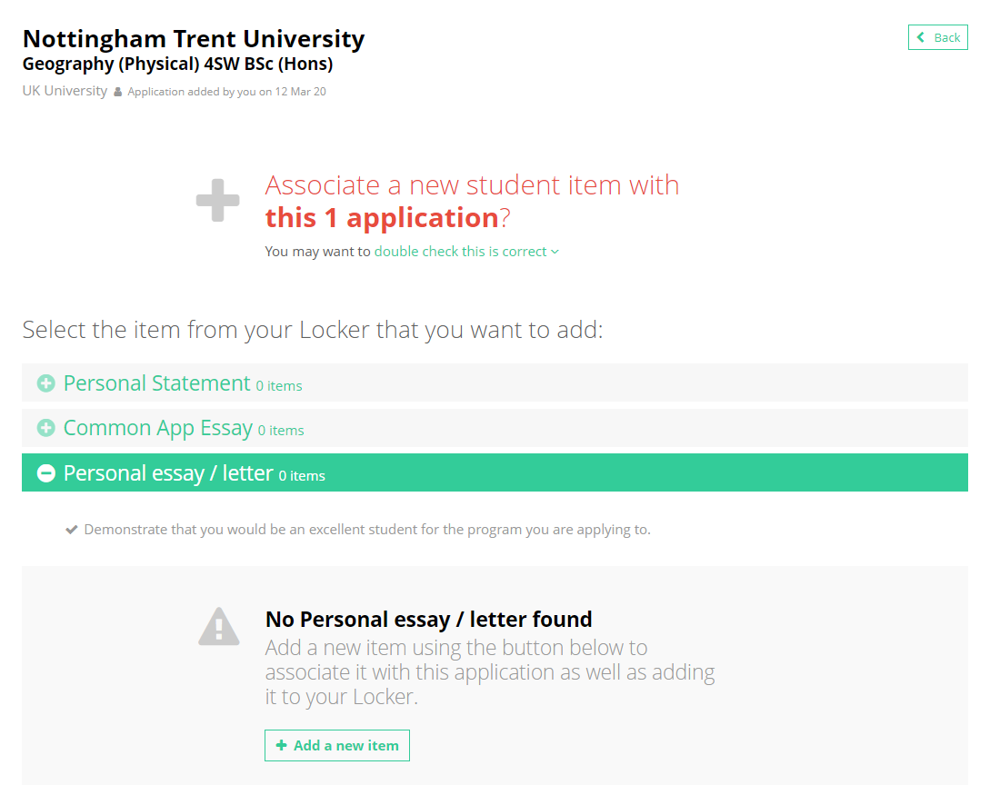 Nottingham Trent University
Back
Geography (Physical) 4SW BSc (Hons)
UK University Application added by you on 12 Mar 20
Associate a new student item with
this 1 application?
You may want to double check this is correct
Select the item from your Locker that you want to add:
Personal Statement 0 items
Common App Essay 0 items
Personal essay / letter 0 items
Demonstrate that you would be an excellent student for the program you are applying to.
No Personal essay / letter found
Add a new item using the button below to
associate it with this application as well as adding
it to your Locker.
Add a new item